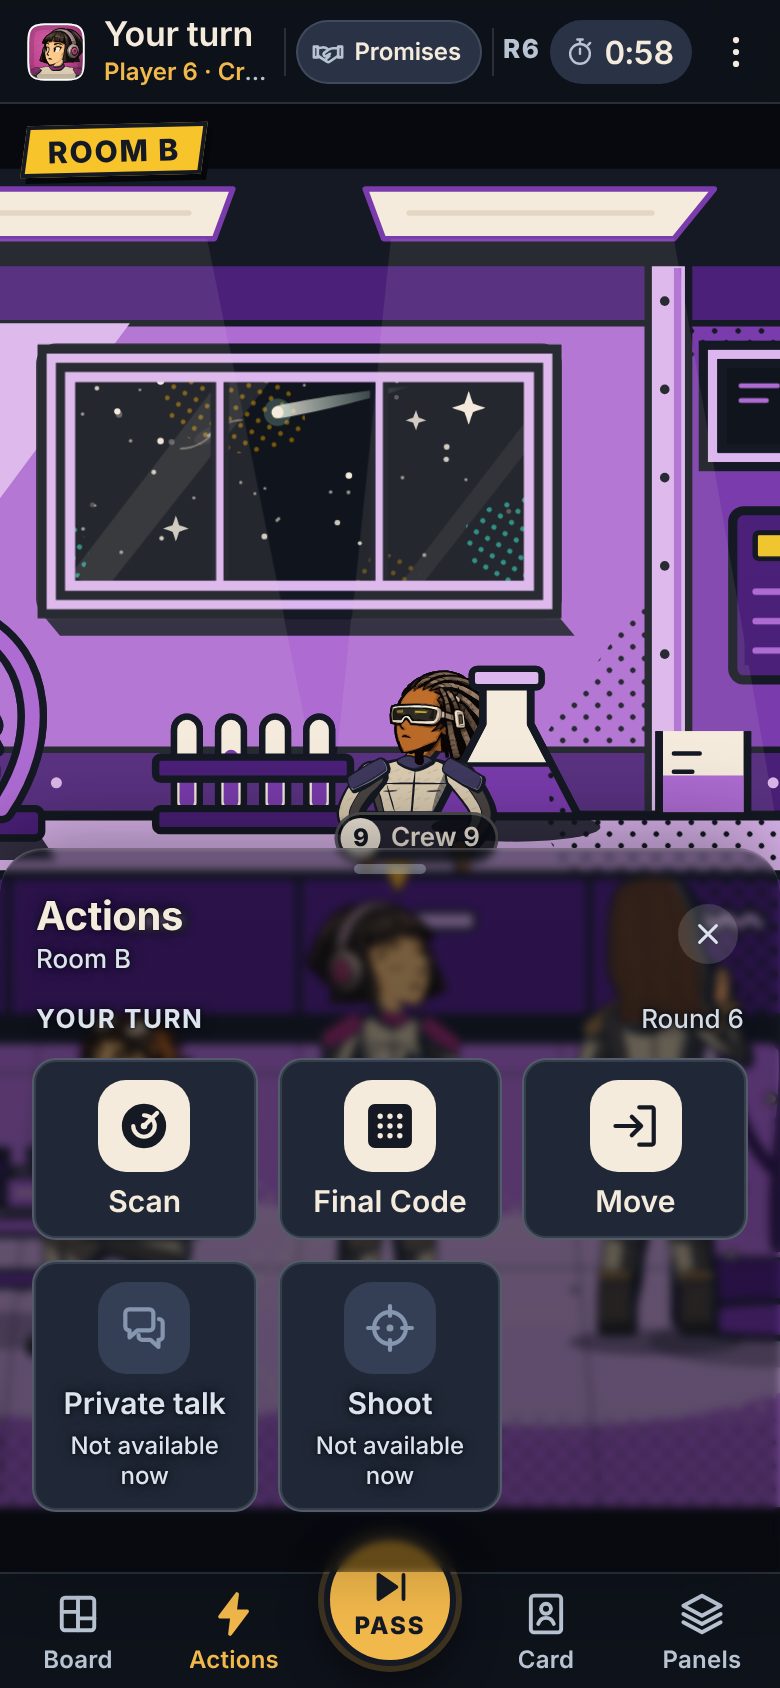 Your turn
Player 6 · Cr...
Promises
R6
0:58
ROOM B
9 Crew 9
Actions
Room B
YOUR TURN
Round 6
Scan
Final Code
Move
Private talk
Not available
now
Shoot
Not available
now
PASS
Board
Actions
Card
Panels